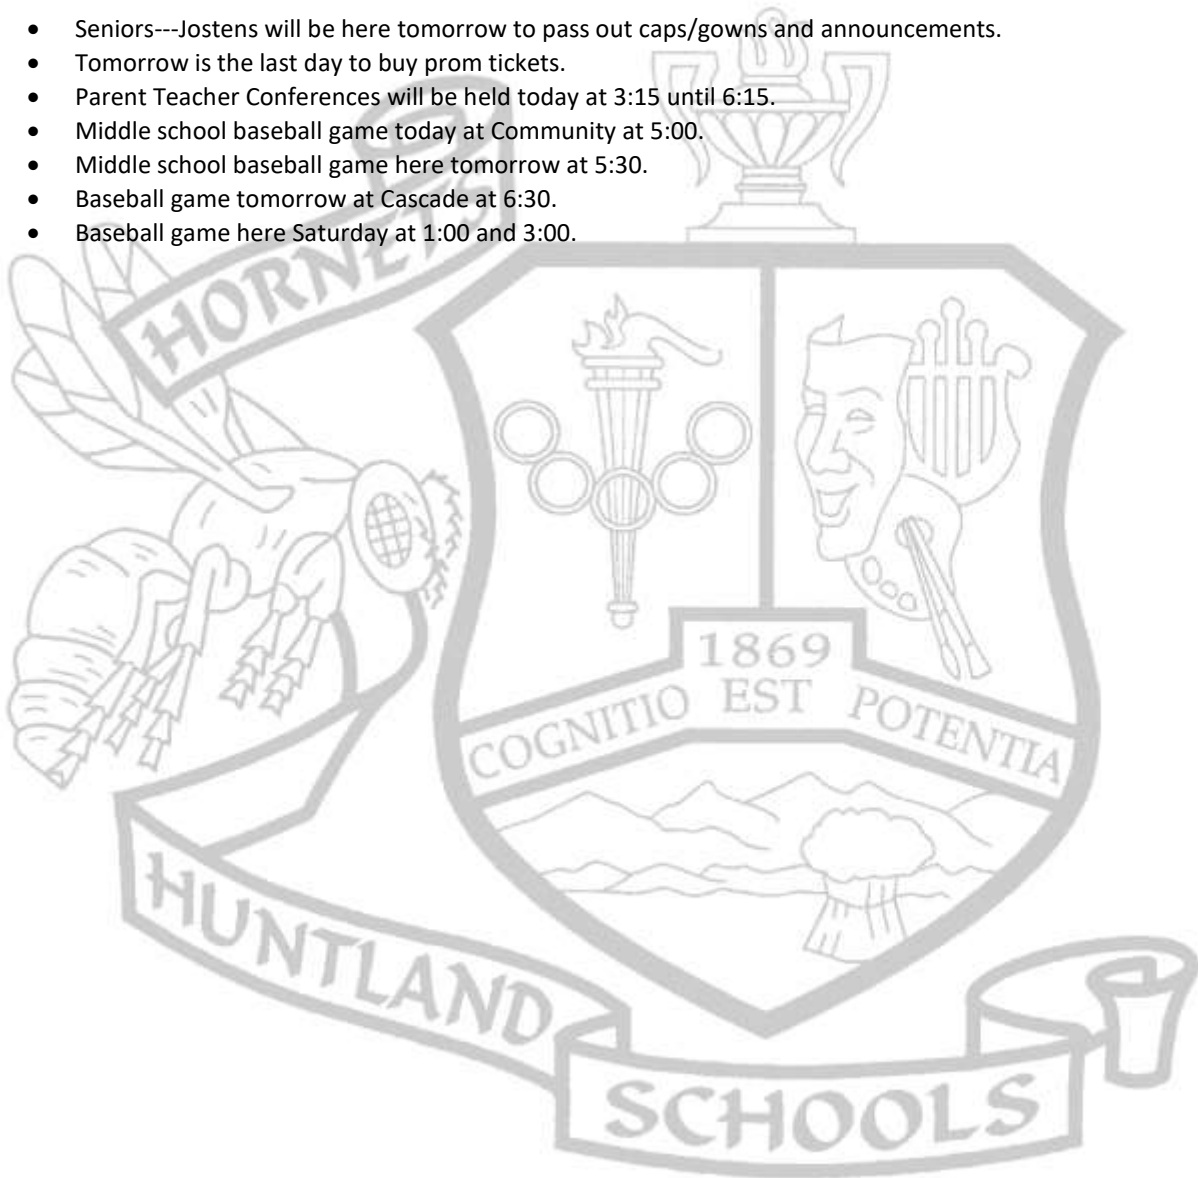 • Seniors---Jostens will be here tomorrow to pass out caps/gowns and announcements.
• Tomorrow is the last day to buy prom tickets.
• Parent Teacher Conferences will be held today at 3:15 until 6:15.
• Middle school baseball game today at Community at 5:00.
• Middle school baseball game here tomorrow at 5:30.
• Baseball game tomorrow at Cascade at 6:30.
• Baseball game here Saturday at 1:00 and 3:00.
HORNETS
1869
COGNITIO EST POTENTIA
HUNTLAND
SCHOOLS